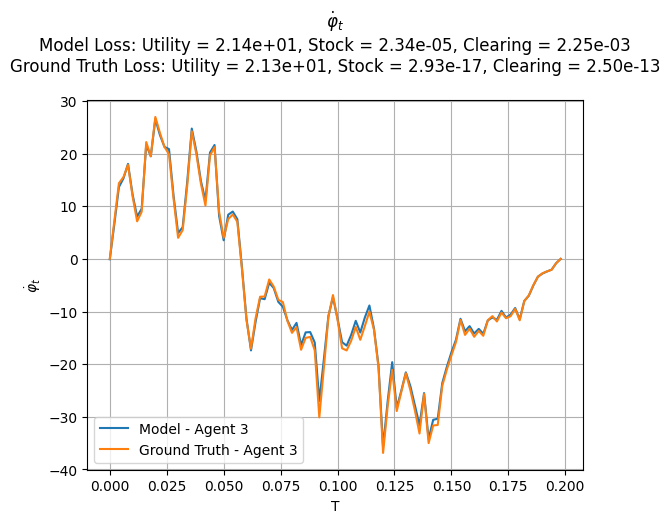 φ̇ₜ
Model Loss: Utility = 2.14e+01, Stock = 2.34e-05, Clearing = 2.25e-03
Ground Truth Loss: Utility = 2.13e+01, Stock = 2.93e-17, Clearing = 2.50e-13
30
20
10
0
−10
−20
−30
−40
φ̇ₜ
Model - Agent 3
Ground Truth - Agent 3
0.000 0.025 0.050 0.075 0.100 0.125 0.150 0.175 0.200
T